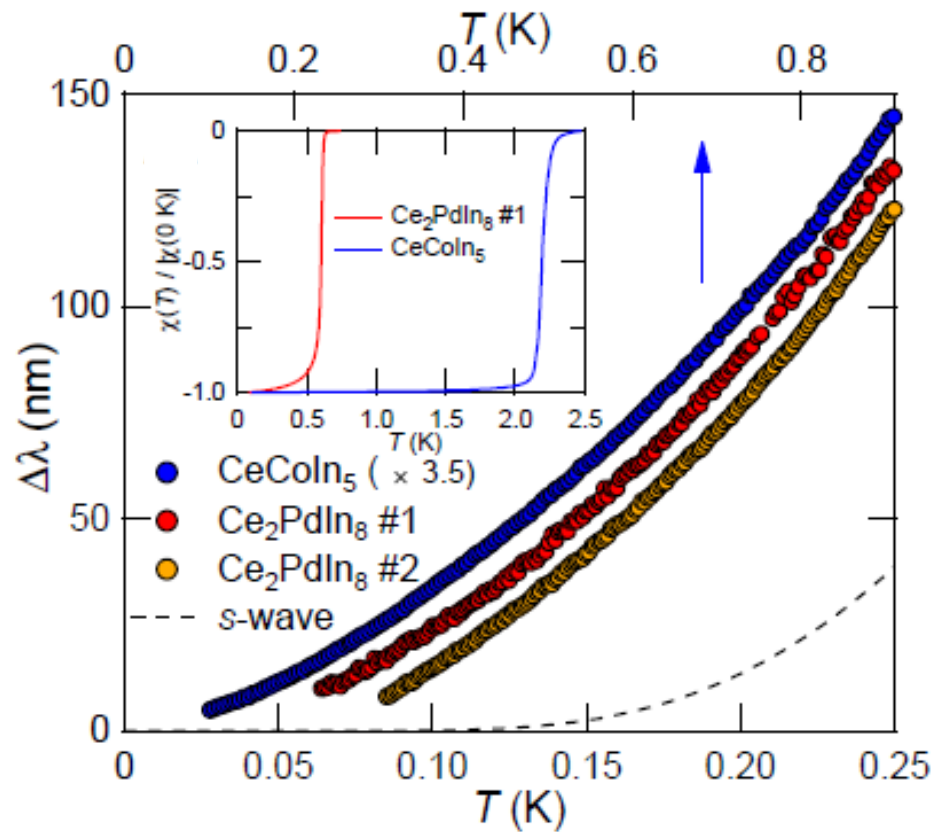 T (K)
0 0.2 0.4 0.6 0.8
150
100
50
0
Δλ (nm)
0
-0.5
-1.0
χ(T) / |χ(0 K)|
Ce₂PdIn₈ #1
CeCoIn₅
0 0.5 1.0 1.5 2.0 2.5
T (K)
CeCoIn₅ ( × 3.5)
Ce₂PdIn₈ #1
Ce₂PdIn₈ #2
s-wave
0 0.05 0.10 0.15 0.20 0.25
T (K)